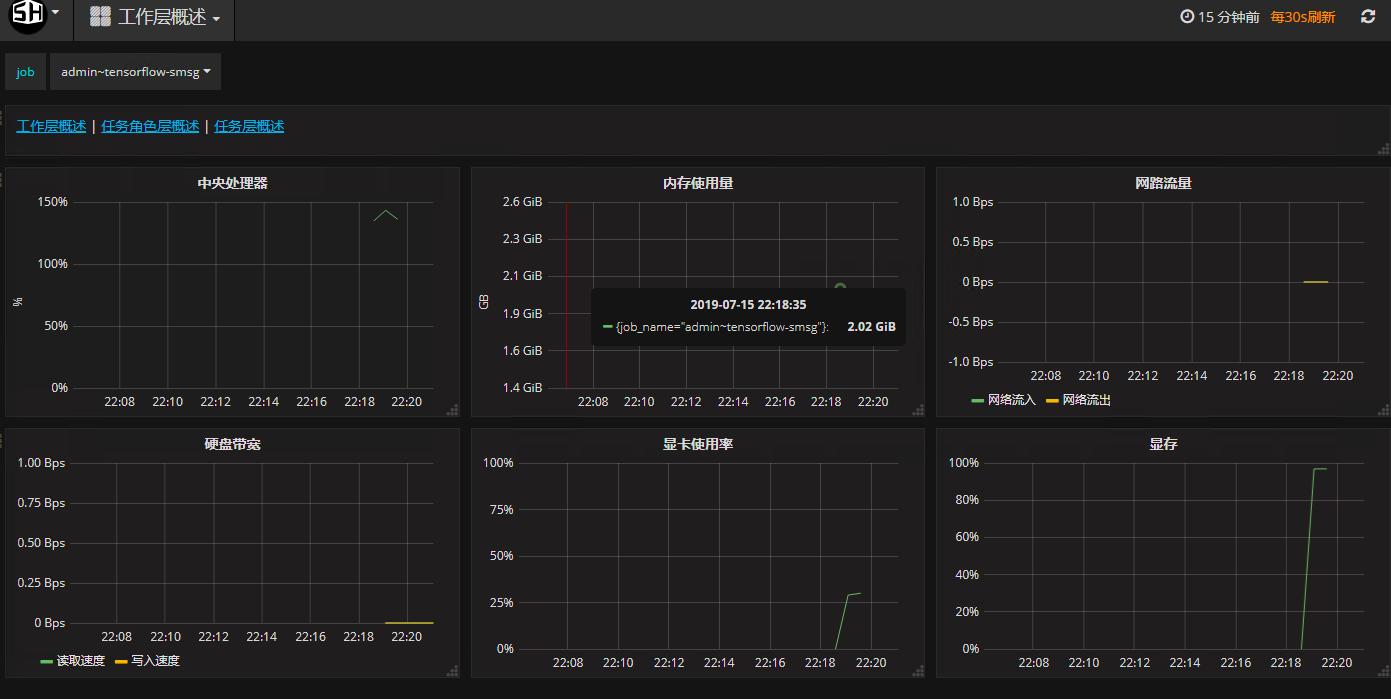 SH 工作层概述 15 分钟前 每30s刷新
job admin~tensorflow-smsg
工作层概述 | 任务角色层概述 | 任务层概述
中央处理器
150%
100%
50%
0%
%
22:08 22:10 22:12 22:14 22:16 22:18 22:20
内存使用量
2.6 GiB
2.3 GiB
2.1 GiB
1.9 GiB
1.6 GiB
1.4 GiB
GB
2019-07-15 22:18:35
{job_name="admin~tensorflow-smsg"}: 2.02 GiB
22:08 22:10 22:12 22:14 22:16 22:18 22:20
网路流量
1.0 Bps
0.5 Bps
0 Bps
-0.5 Bps
-1.0 Bps
22:08 22:10 22:12 22:14 22:16 22:18 22:20
网络流入 网络流出
硬盘带宽
1.00 Bps
0.75 Bps
0.50 Bps
0.25 Bps
0 Bps
22:08 22:10 22:12 22:14 22:16 22:18 22:20
读取速度 写入速度
显卡使用率
100%
75%
50%
25%
0%
22:08 22:10 22:12 22:14 22:16 22:18 22:20
显存
100%
80%
60%
40%
20%
0%
22:08 22:10 22:12 22:14 22:16 22:18 22:20